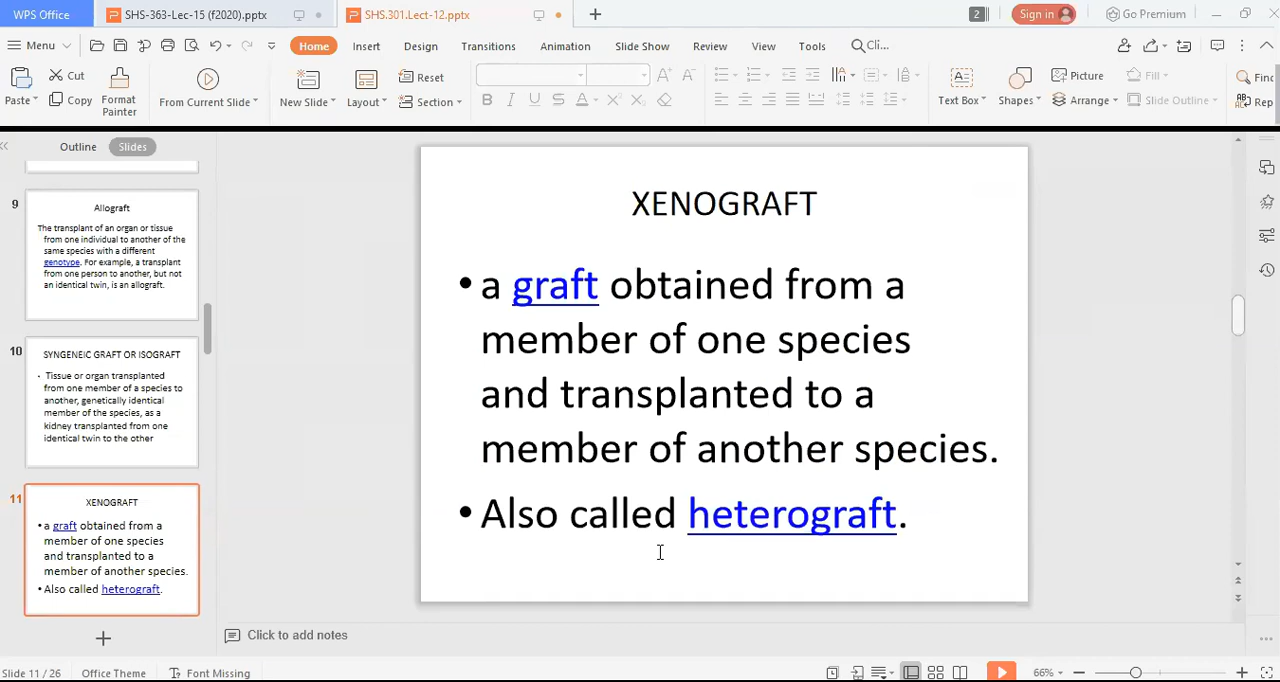 WPS Office
SHS-363-Lec-15 (f2020).pptx
SHS.301.Lect-12.pptx
2
Sign in
Go Premium
Menu
Home
Insert
Design
Transitions
Animation
Slide Show
Review
View
Tools
Cli...
Paste
Cut
Copy
Format
Painter
From Current Slide
New Slide
Layout
Reset
Section
B I U S A
Text Box
Shapes
Picture
Arrange
Fill
Slide Outline
Outline
Slides
9
Allograft
The transplant of an organ or tissue
from one individual to another of the
same species with a different
genotype. For example, a transplant
from one person to another, but not
an identical twin, is an allograft.
10
SYNGENEIC GRAFT OR ISOGRAFT
• Tissue or organ transplanted
from one member of a species to
another, genetically identical
member of the species, as a
kidney transplanted from one
identical twin to the other
11
XENOGRAFT
• a graft obtained from a
member of one species
and transplanted to a
member of another species.
• Also called heterograft.
XENOGRAFT
• a graft obtained from a
member of one species
and transplanted to a
member of another species.
• Also called heterograft.
Click to add notes
Slide 11 / 26
Office Theme
Font Missing
66%